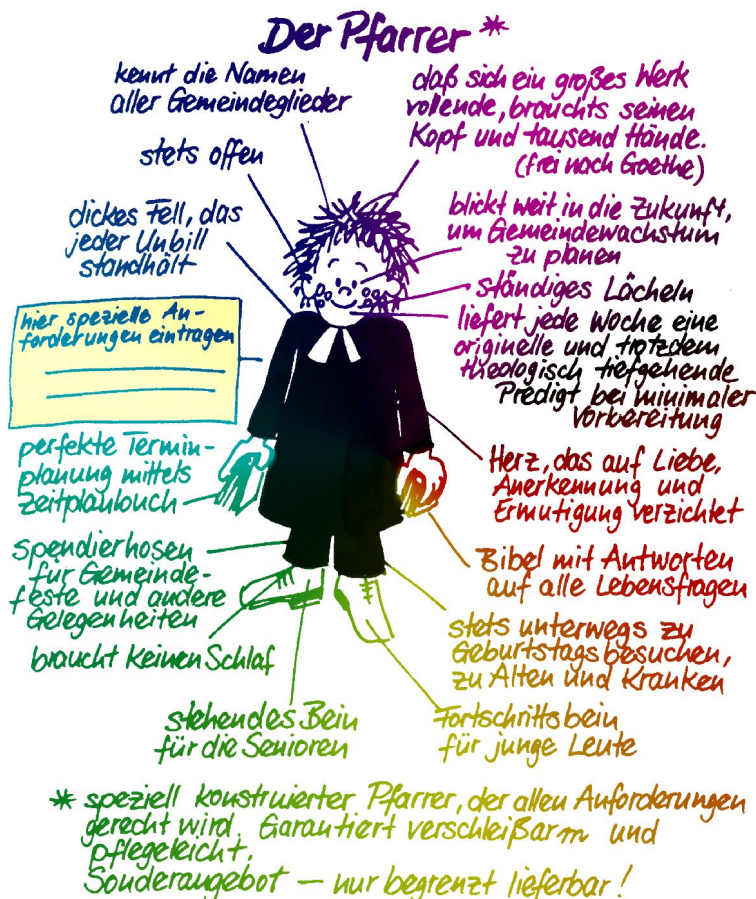 Der Pfarrer *
kennt die Namen
aller Gemeindeglieder
stets offen
dickes Fell, das
jeder Unbill
standhält
hier spezielle An-
forderungen eintragen
perfekte Termin-
planung mittels
Zeitplanbuch
spendierhosen
für Gemeinde-
feste und andere
Gelegenheiten
braucht keinen Schlaf
stehendes Bein
für die Senioren
daß sich ein großes Werk
vollende, brauchts seinen
Kopf und tausend Hände.
(frei nach Goethe)
blickt weit in die Zukunft,
um Gemeindewachstum
zu planen
ständiges Lächeln
liefert jede Woche eine
originelle und trotzdem
theologisch tiefgehende
Predigt bei minimaler
Vorbereitung
Herz, das auf Liebe,
Anerkennung und
Ermutigung verzichtet
Bibel mit Antworten
auf alle Lebensfragen
stets unterwegs zu
Geburtstagsbesuchen,
zu Alten und Kranken
Fortschrittsbein
für junge Leute
* speziell konstruierter Pfarrer, der allen Anforderungen
gerecht wird. Garantiert verschleißarm und
pflegeleicht.
Sonderangebot – nur begrenzt lieferbar!